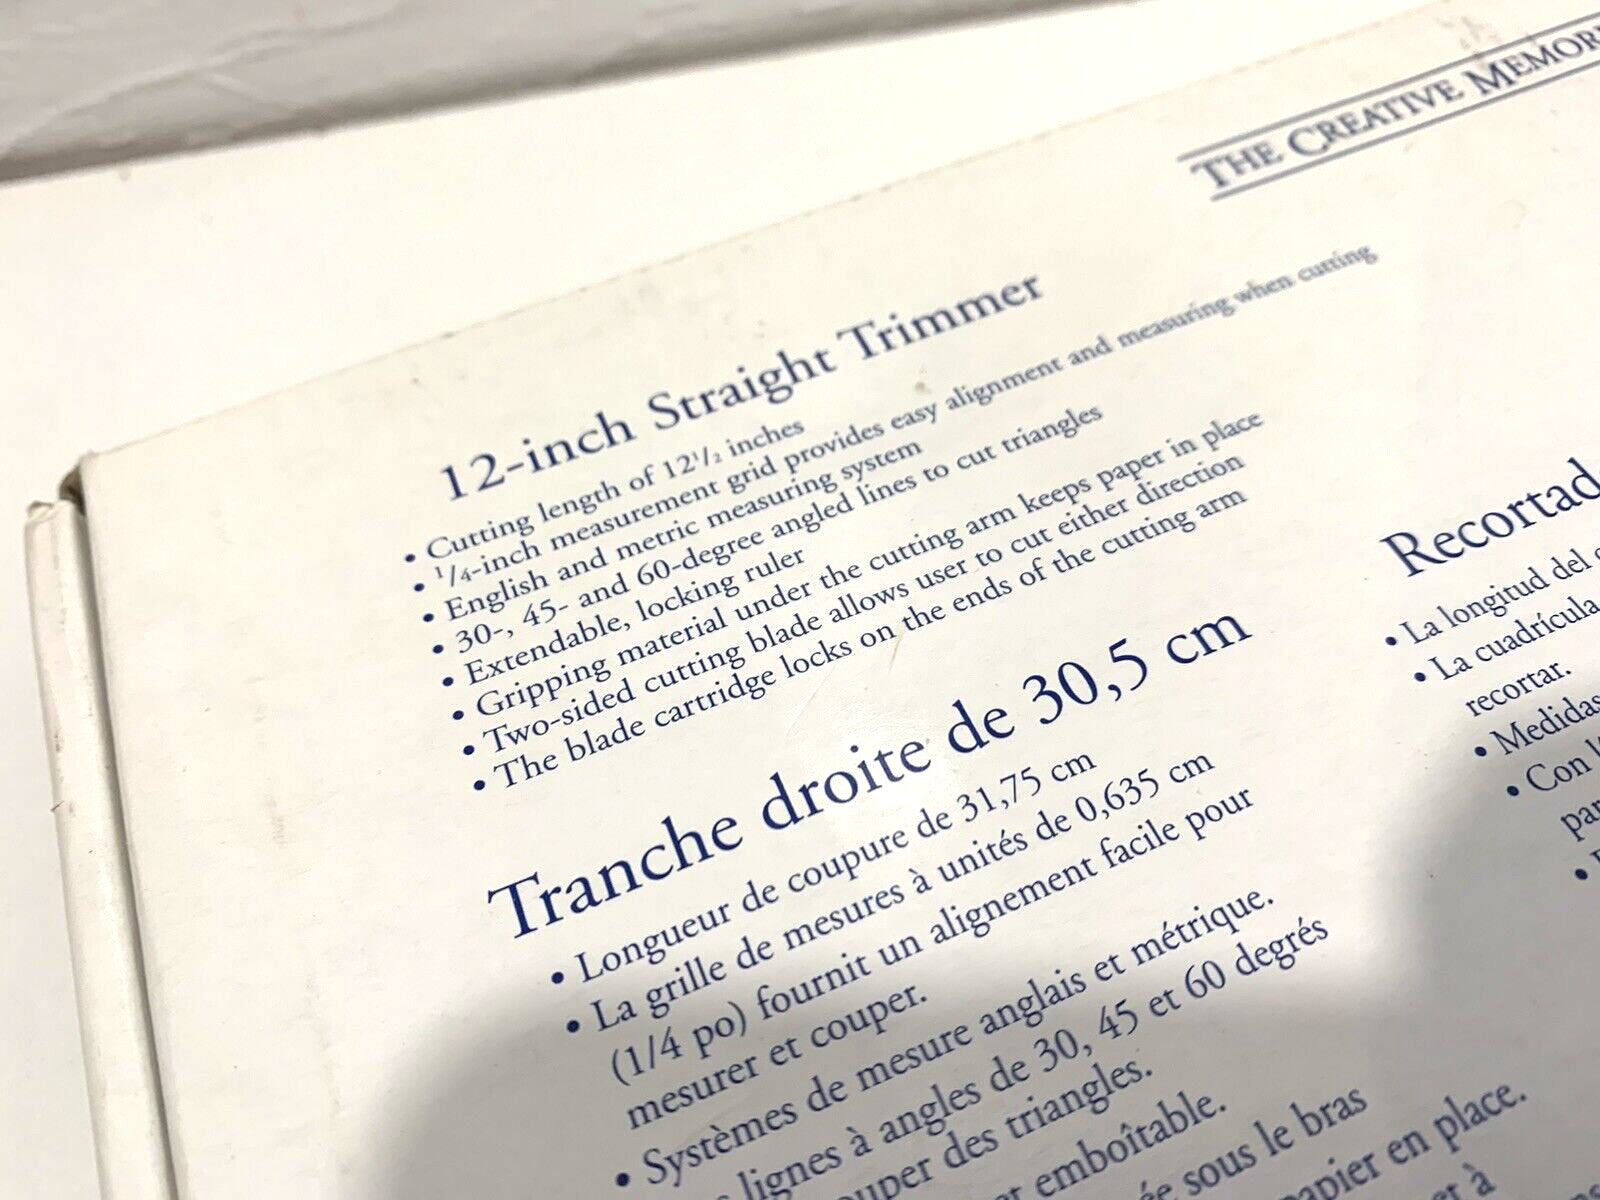 THE CREATIVE
12-inch Straight Trimmer
• Cutting length of 12¹/₂ inches
• ¹/₄-inch measurement grid provides easy alignment and measuring when cutting
• English and metric measuring system
• 30-, 45- and 60-degree angled lines to cut triangles
• Extendable, locking ruler
• Gripping material under the cutting arm keeps paper in place
• Two-sided cutting blade allows user to cut either direction
• The blade cartridge locks on the ends of the cutting arm
Tranche droite de 30,5 cm
• Longueur de coupure de 31,75 cm
• La grille de mesures à unités de 0,635 cm
(1/4 po) fournit un alignement facile pour
mesurer et couper.
• Systèmes de mesure anglais et métrique.
lignes à angles de 30, 45 et 60 degrés
des triangles.
emboîtable.
sous le bras
papier en place.
à
• La longitud del
• La cuadrícula
recortar.
• Medidas
• Con